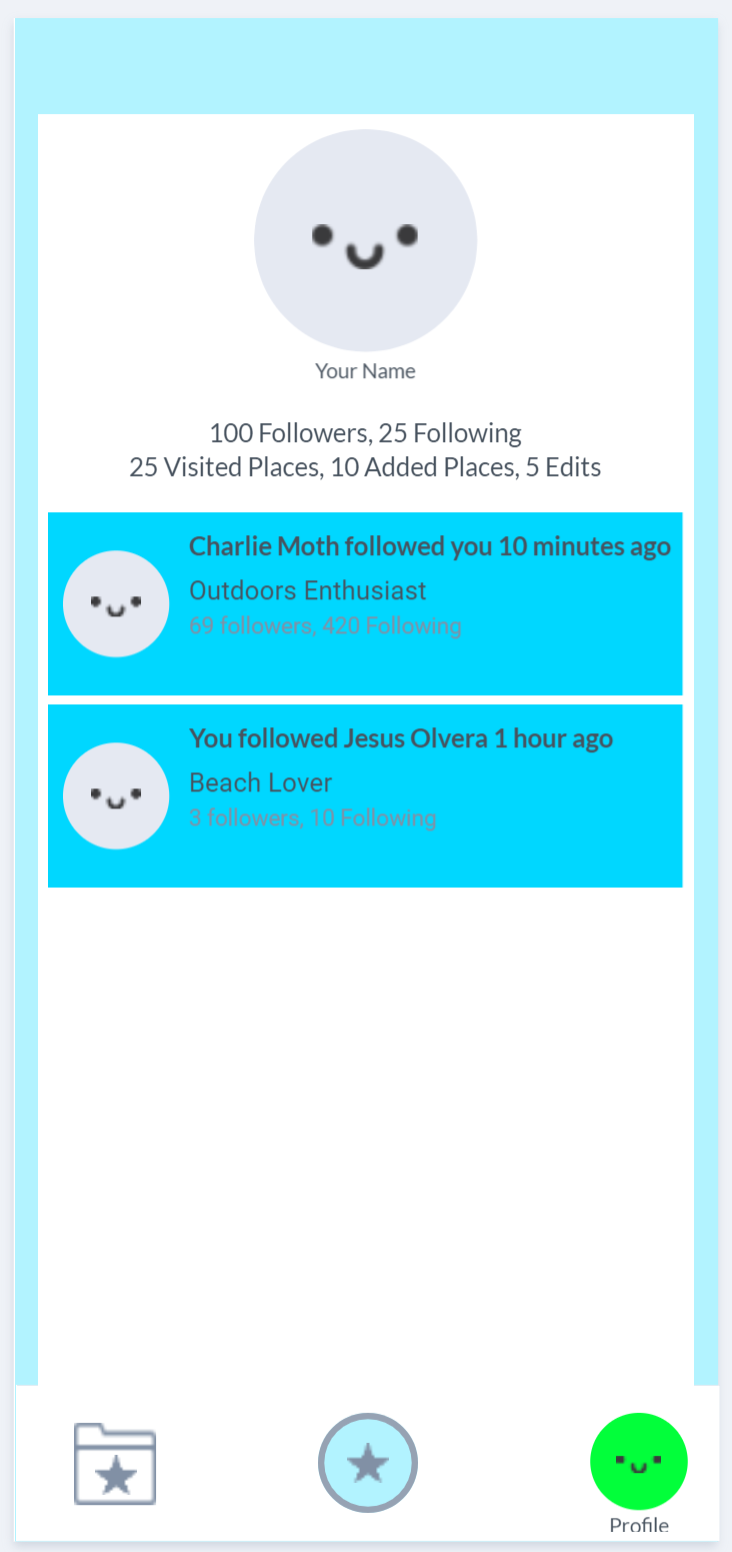 Your Name
100 Followers, 25 Following
25 Visited Places, 10 Added Places, 5 Edits
Charlie Moth followed you 10 minutes ago
Outdoors Enthusiast
69 followers, 420 Following
You followed Jesus Olvera 1 hour ago
Beach Lover
3 followers, 10 Following
Profile